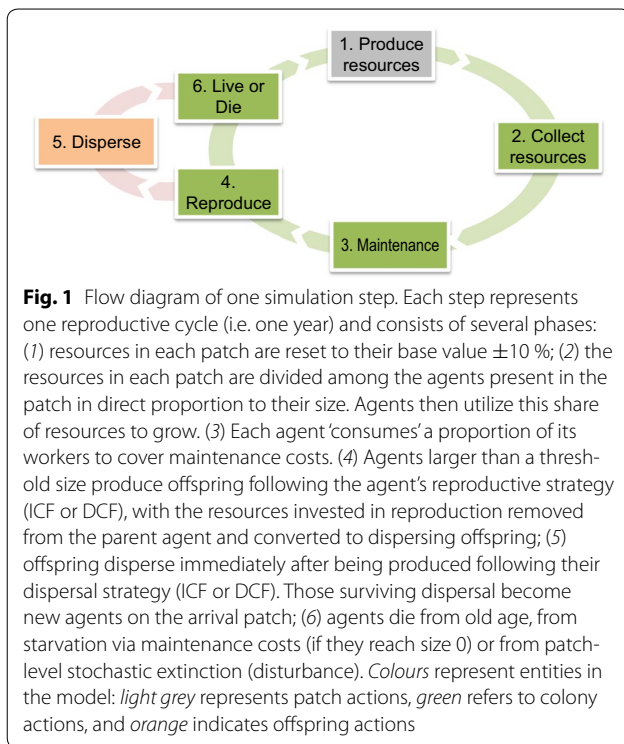 1. Produce
resources
6. Live or
Die
5. Disperse
2. Collect
resources
4.
Reproduce
3. Maintenance
Fig. 1 Flow diagram of one simulation step. Each step represents
one reproductive cycle (i.e. one year) and consists of several phases:
(1) resources in each patch are reset to their base value ±10 %; (2) the
resources in each patch are divided among the agents present in the
patch in direct proportion to their size. Agents then utilize this share
of resources to grow. (3) Each agent ‘consumes’ a proportion of its
workers to cover maintenance costs. (4) Agents larger than a thresh-
old size produce offspring following the agent’s reproductive strategy
(ICF or DCF), with the resources invested in reproduction removed
from the parent agent and converted to dispersing offspring; (5)
offspring disperse immediately after being produced following their
dispersal strategy (ICF or DCF). Those surviving dispersal become
new agents on the arrival patch; (6) agents die from old age, from
starvation via maintenance costs (if they reach size 0) or from patch-
level stochastic extinction (disturbance). Colours represent entities in
the model: light grey represents patch actions, green refers to colony
actions, and orange indicates offspring actions